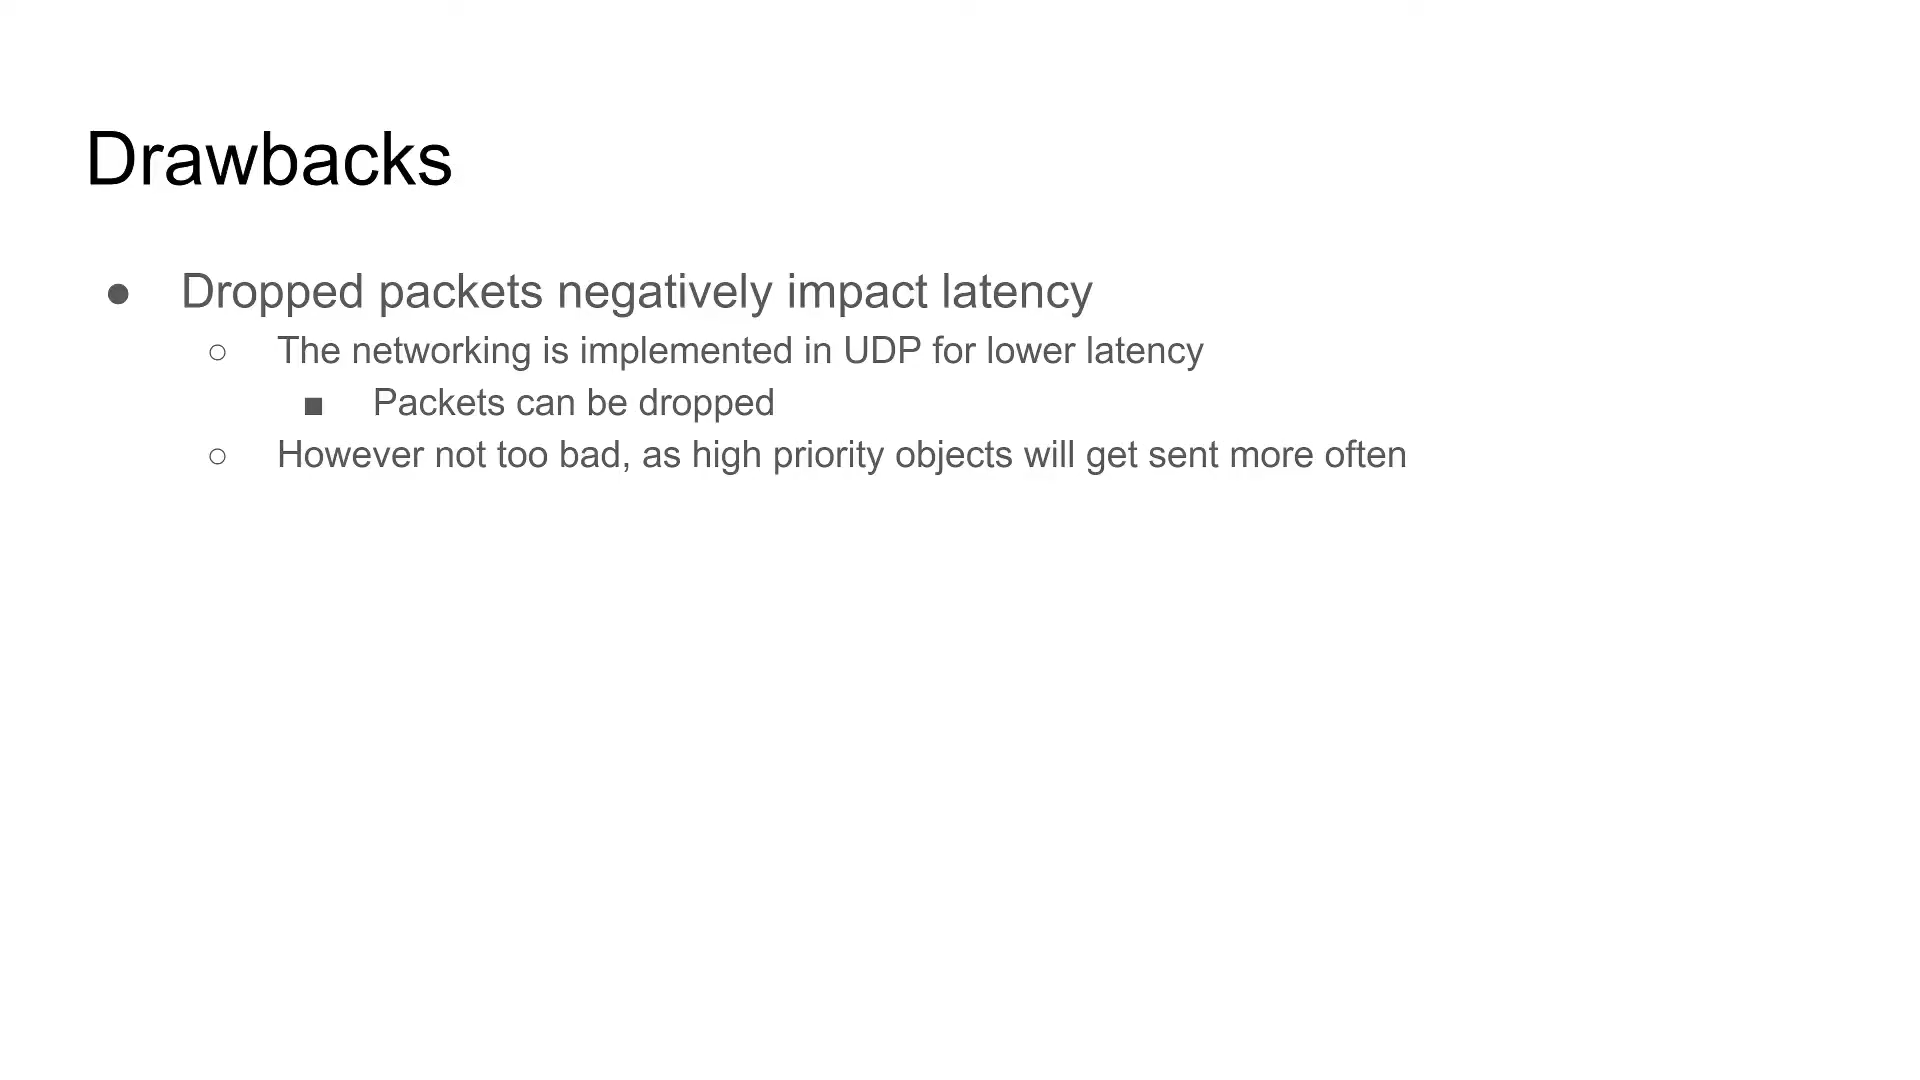 Drawbacks
● Dropped packets negatively impact latency
○ The networking is implemented in UDP for lower latency
■ Packets can be dropped
○ However not too bad, as high priority objects will get sent more often